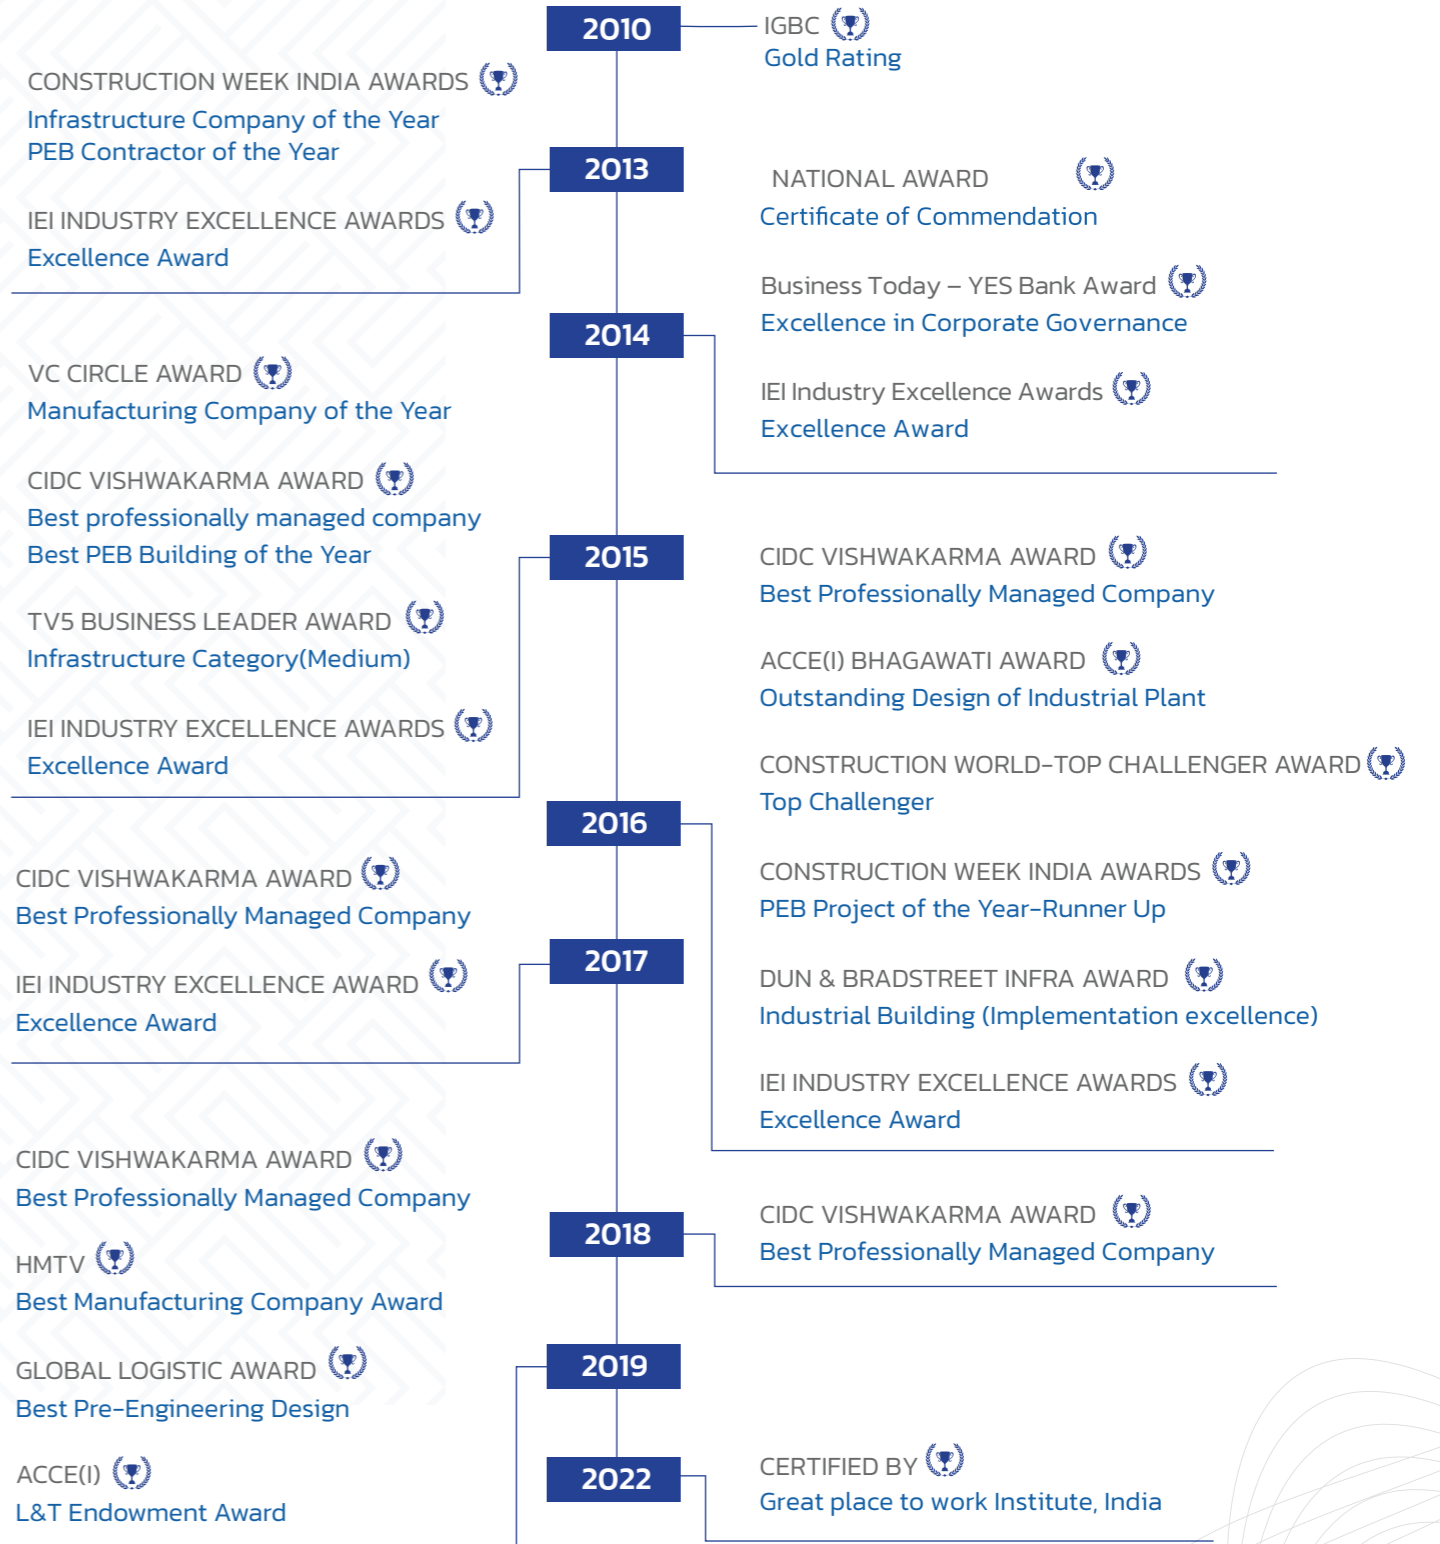 2010
IGBC
Gold Rating
CONSTRUCTION WEEK INDIA AWARDS
Infrastructure Company of the Year
PEB Contractor of the Year
IEI INDUSTRY EXCELLENCE AWARDS
Excellence Award
2013
NATIONAL AWARD
Certificate of Commendation
Business Today – YES Bank Award
Excellence in Corporate Governance
IEI Industry Excellence Awards
Excellence Award
2014
VC CIRCLE AWARD
Manufacturing Company of the Year
CIDC VISHWAKARMA AWARD
Best professionally managed company
Best PEB Building of the Year
TV5 BUSINESS LEADER AWARD
Infrastructure Category(Medium)
IEI INDUSTRY EXCELLENCE AWARDS
Excellence Award
2015
CIDC VISHWAKARMA AWARD
Best Professionally Managed Company
ACCE(I) BHAGAWATI AWARD
Outstanding Design of Industrial Plant
CONSTRUCTION WORLD-TOP CHALLENGER AWARD
Top Challenger
CONSTRUCTION WEEK INDIA AWARDS
PEB Project of the Year-Runner Up
DUN & BRADSTREET INFRA AWARD
Industrial Building (Implementation excellence)
IEI INDUSTRY EXCELLENCE AWARDS
Excellence Award
2016
CIDC VISHWAKARMA AWARD
Best Professionally Managed Company
IEI INDUSTRY EXCELLENCE AWARD
Excellence Award
2017
CIDC VISHWAKARMA AWARD
Best Professionally Managed Company
2018
CIDC VISHWAKARMA AWARD
Best Professionally Managed Company
HMTV
Best Manufacturing Company Award
GLOBAL LOGISTIC AWARD
Best Pre-Engineering Design
ACCE(I)
L&T Endowment Award
2019
2022
CERTIFIED BY
Great place to work Institute, India